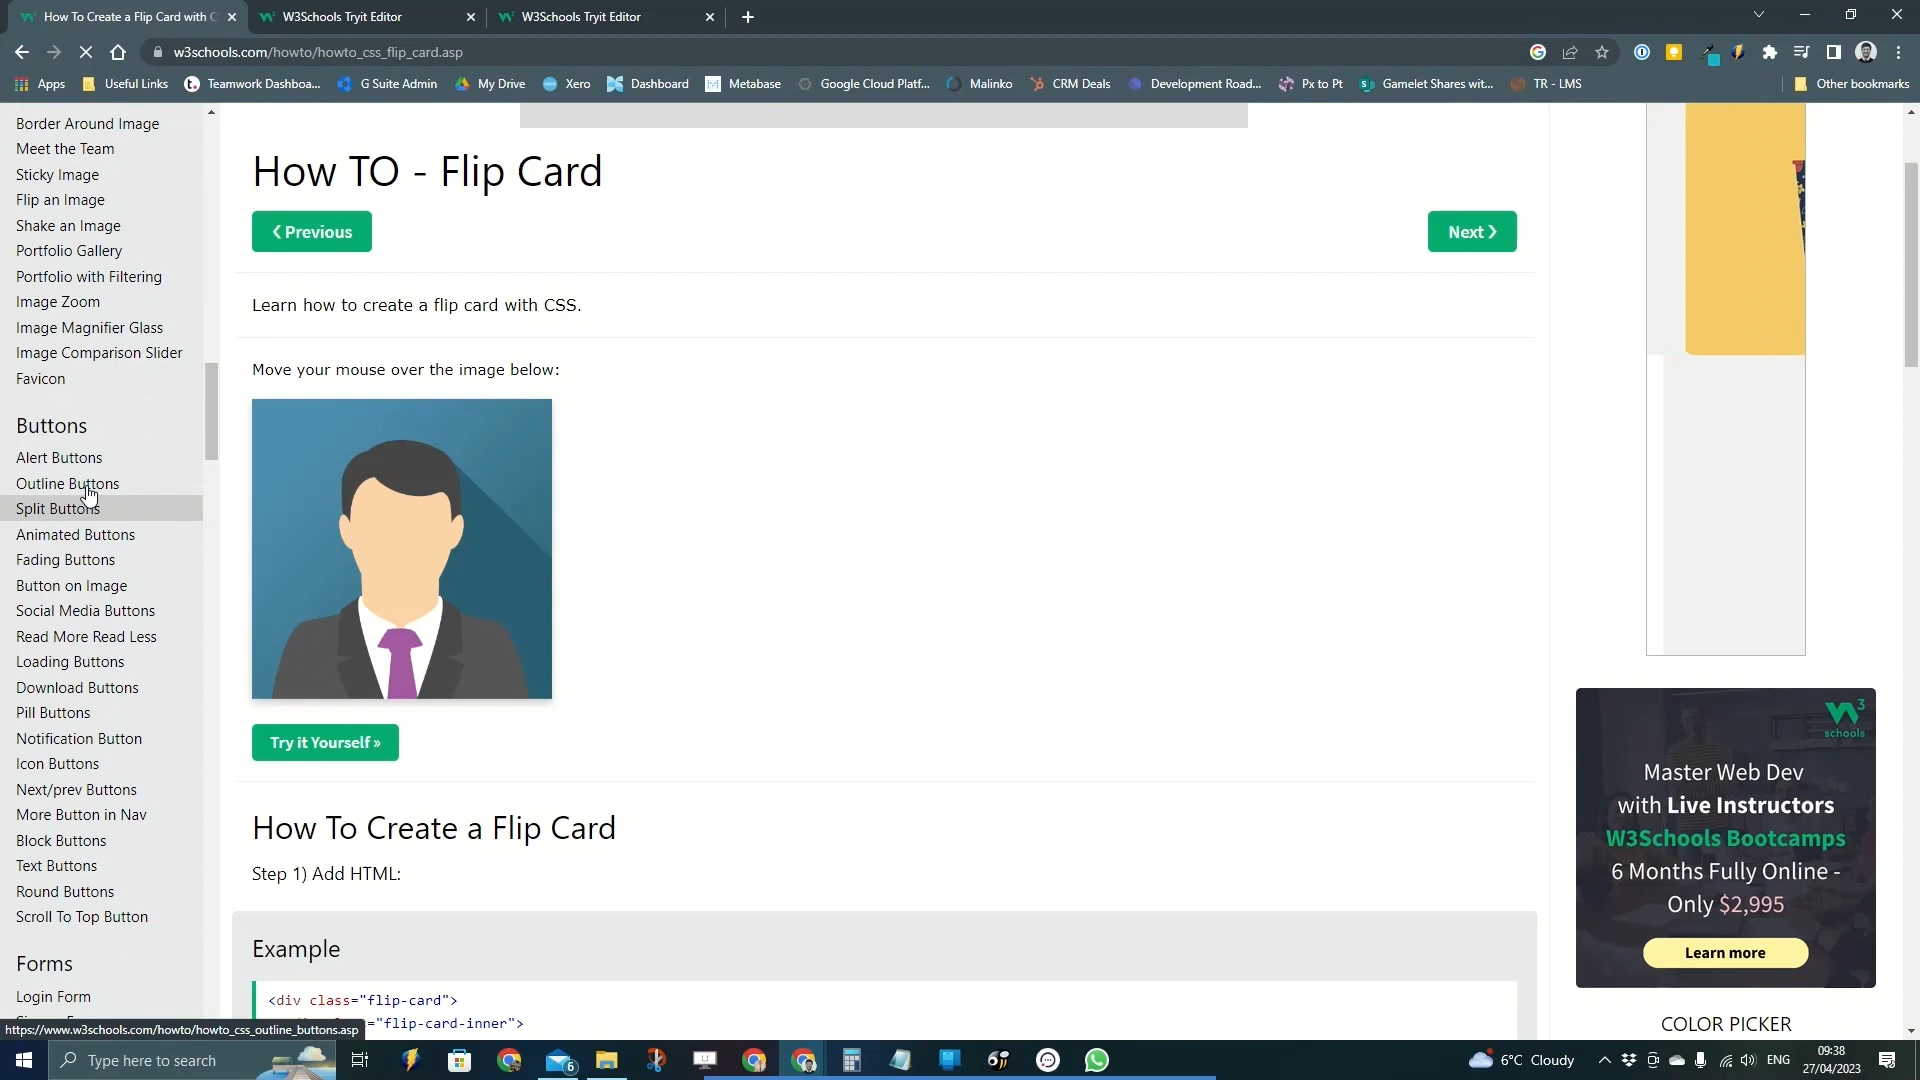 How To Create a Flip Card with C
W3Schools Tryit Editor
W3Schools Tryit Editor
w3schools.com/howto/howto_css_flip_card.asp
Apps
Useful Links
Teamwork Dashboa...
G Suite Admin
My Drive
Xero
Dashboard
Metabase
Google Cloud Platf...
Malinko
CRM Deals
Development Road...
Px to Pt
Gamelet Shares wit...
TR - LMS
Other bookmarks
Border Around Image
Meet the Team
Sticky Image
Flip an Image
Shake an Image
Portfolio Gallery
Portfolio with Filtering
Image Zoom
Image Magnifier Glass
Image Comparison Slider
Favicon
Buttons
Alert Buttons
Outline Buttons
Split Buttons
Animated Buttons
Fading Buttons
Button on Image
Social Media Buttons
Read More Read Less
Loading Buttons
Download Buttons
Pill Buttons
Notification Button
Icon Buttons
Next/prev Buttons
More Button in Nav
Block Buttons
Text Buttons
Round Buttons
Scroll To Top Button
Forms
Login Form
https://www.w3schools.com/howto/howto_css_outline_buttons.asp
How TO - Flip Card
❮ Previous
Next ❯
Learn how to create a flip card with CSS.
Move your mouse over the image below:
Try it Yourself »
How To Create a Flip Card
Step 1) Add HTML:
Example
<div class="flip-card">
="flip-card-inner">
W3
schools
Master Web Dev
with Live Instructors
W3Schools Bootcamps
6 Months Fully Online -
Only $2,995
Learn more
COLOR PICKER
Type here to search
6
6°C Cloudy
ENG
09:38
27/04/2023